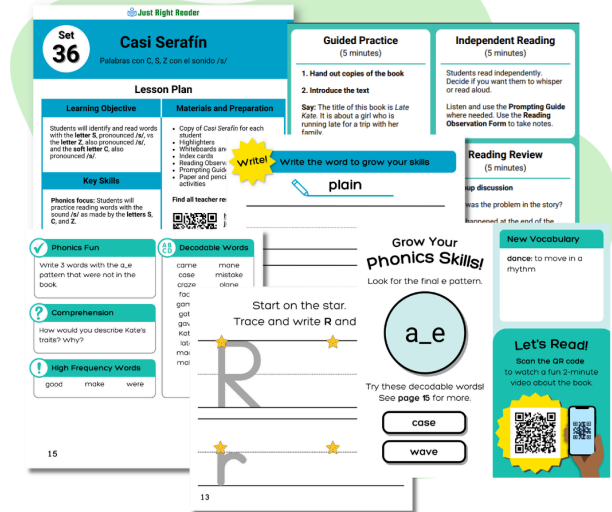 Just Right Reader
Set
36
Casi Serafín
Palabras con C, S, Z con el sonido /s/
Lesson Plan
Learning Objective
Students will identify and read words
with the letter S, pronounced /s/, vs
the letter Z, also pronounced /s/,
and the soft letter C, also
pronounced /s/.
Key Skills
Phonics focus: Students will
practice reading words with the
sound /s/ as made by the letters S,
C, and Z.
Materials and Preparation
• Copy of Casi Serafín for each
student
• Highlighters
• Whiteboards
• Index cards
• Reading
• Prompting
• Paper and
activities
Find all teacher
Guided Practice
(5 minutes)
1. Hand out copies of the book
2. Introduce the text
Say: The title of this book is Late
Kate. It is about a girl who is
running late for a trip with her
family.
Independent Reading
(5 minutes)
Students read independently.
Decide if you want them to whisper
or read aloud.
Listen and use the Prompting Guide
where needed. Use the Reading
Observation Form to take notes.
Reading Review
(5 minutes)
discussion
was the problem in the story?
happened at the end of the
Write!
Write the word to grow your skills
plain
Phonics Fun
Write 3 words with the a_e
pattern that were not in the
book.
Comprehension
How would you describe Kate's
traits? Why?
High Frequency Words
good make were
15
AB
CD
Decodable Words
came mane
case mistake
craze plane
Start on the star.
Trace and write R and
R
r
13
Grow Your
Phonics Skills!
Look for the final e pattern.
a_e
Try these decodable words!
See page 15 for more.
case
wave
New Vocabulary
dance: to move in a
rhythm
Let's Read!
Scan the QR code
to watch a fun 2-minute
video about the book.